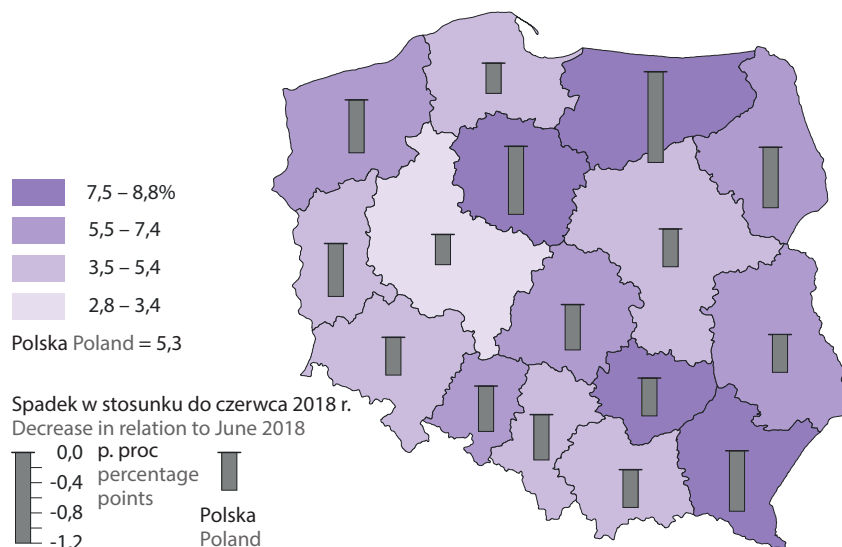 7,5 – 8,8%
5,5 – 7,4
3,5 – 5,4
2,8 – 3,4
Polska Poland = 5,3
Spadek w stosunku do czerwca 2018 r.
Decrease in relation to June 2018
0,0
-0,4
-0,8
-1,2
p. proc
percentage
points
Polska
Poland